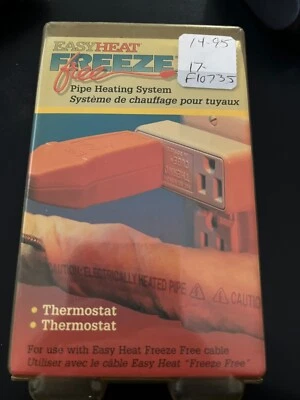 EASYHEAT
FREEZE
free
14-95
17-
F10735
Pipe Heating System
Système de chauffage pour tuyaux
CAUTION: ELECTRICALLY HEATED PIPE
CAUTION
• Thermostat
• Thermostat
For use with Easy Heat Freeze Free cable
Utiliser avec le câble Easy Heat "Freeze Free"